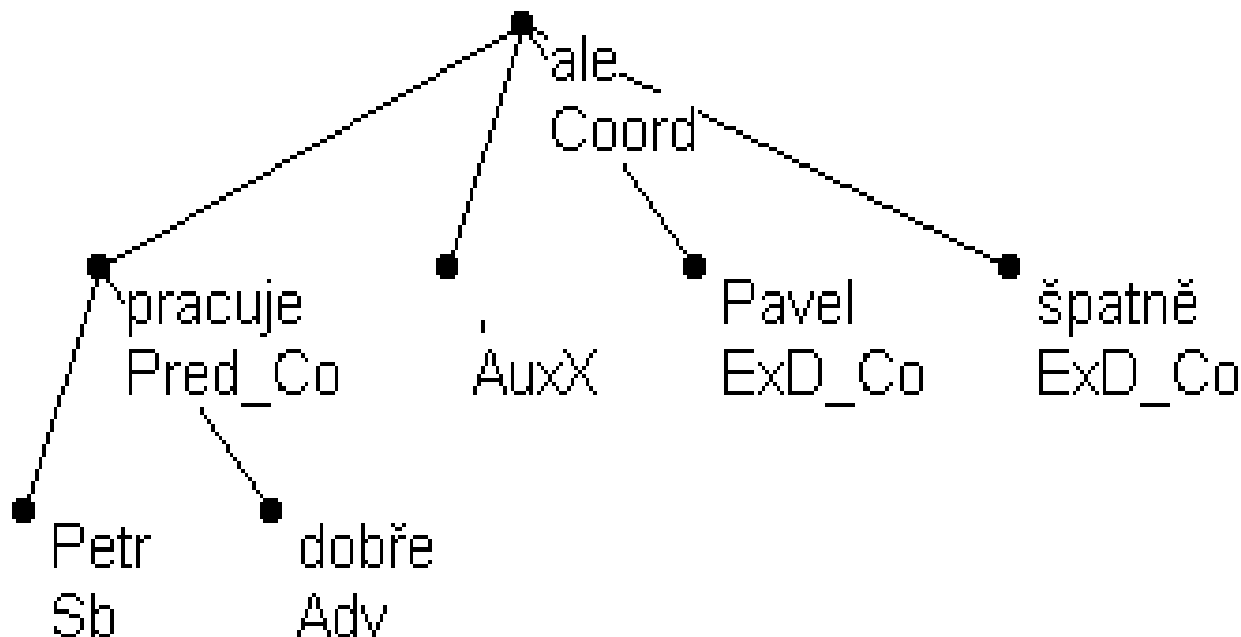 ale
Coord
pracuje
Pred_Co
,
AuxX
Pavel
ExD_Co
špatně
ExD_Co
Petr
Sb
dobře
Adv